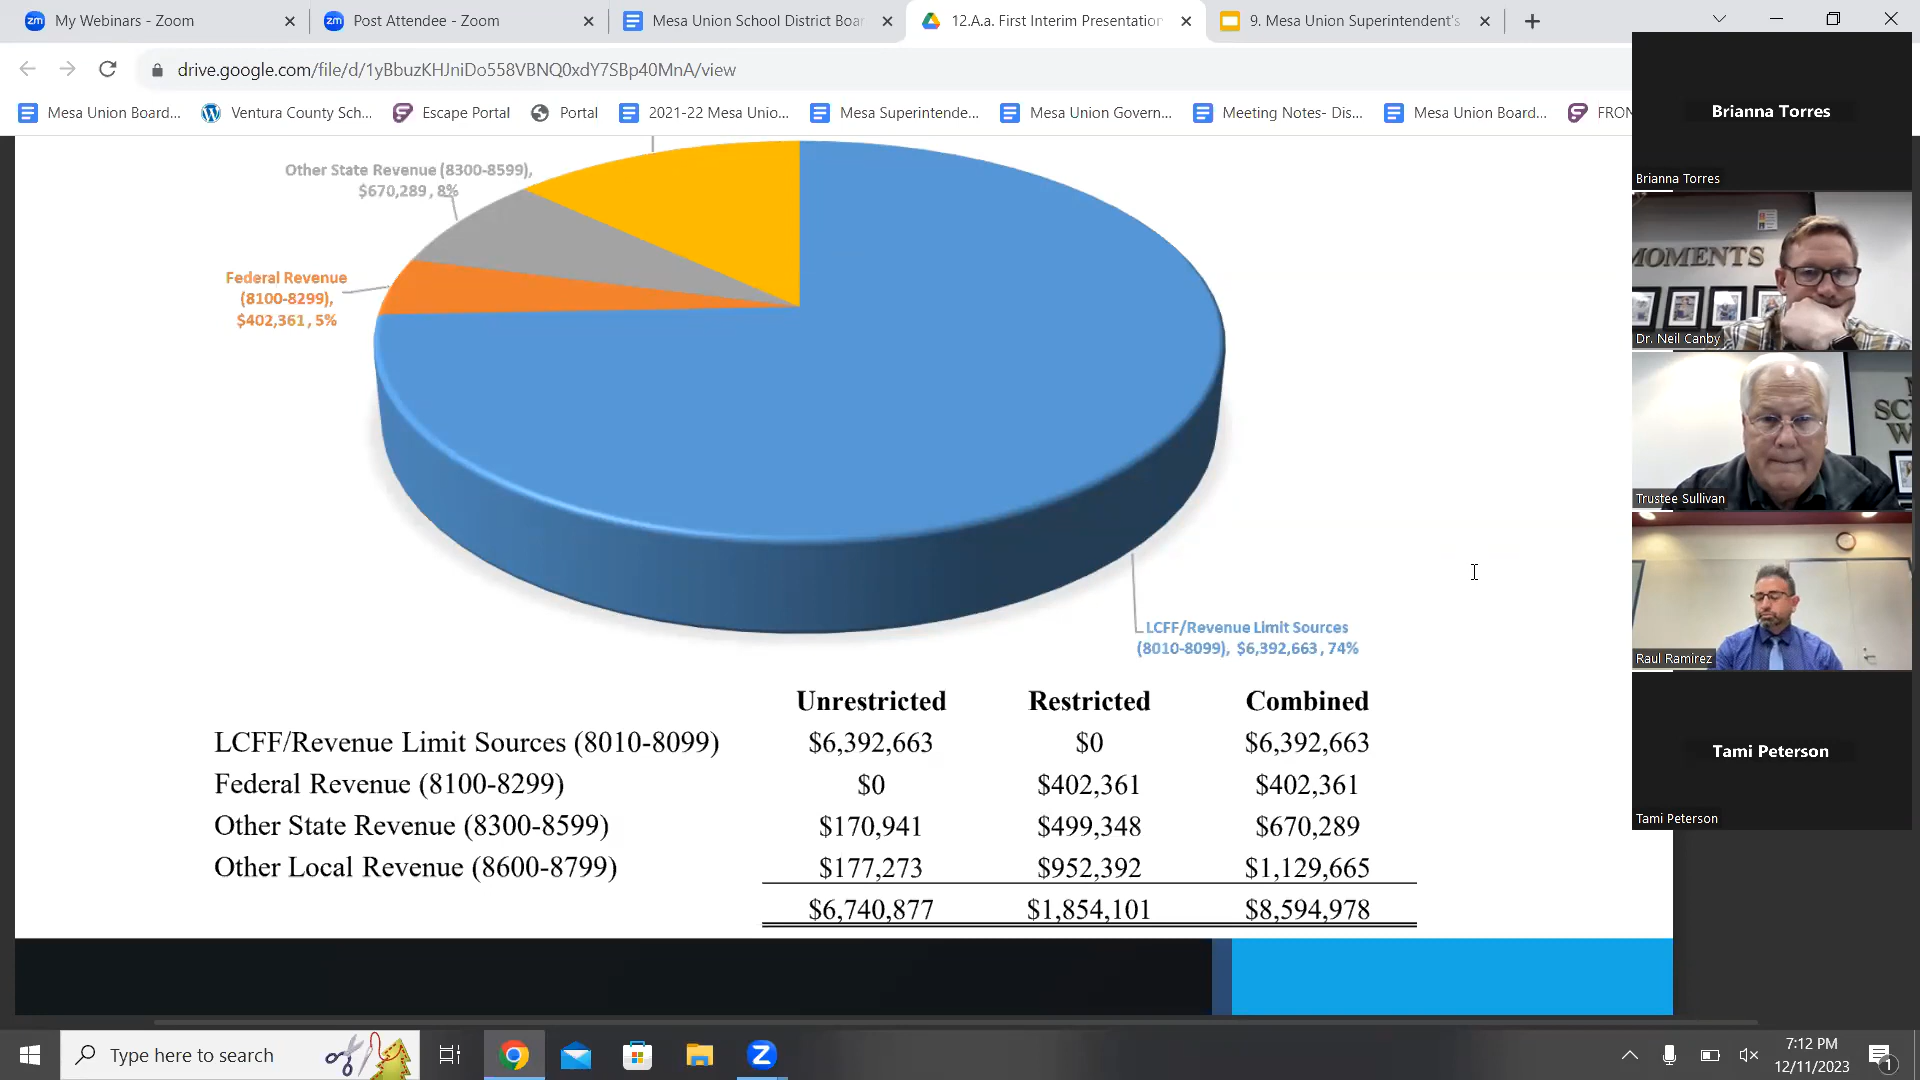 My Webinars - Zoom
Post Attendee - Zoom
Mesa Union School District Boar
12.A.a. First Interim Presentation
9. Mesa Union Superintendent's
drive.google.com/file/d/1yBbuzKHJniDo558VBNQ0xdY7SBp40MnA/view
Mesa Union Board...
Ventura County Sch...
Escape Portal
Portal
2021-22 Mesa Unio...
Mesa Superintende...
Mesa Union Govern...
Meeting Notes- Dis...
Mesa Union Board...
FRON
Other State Revenue (8300-8599),
$670,289 , 8%
Federal Revenue
(8100-8299),
$402,361 , 5%
LCFF/Revenue Limit Sources
(8010-8099), $6,392,663 , 74%
Unrestricted Restricted Combined
LCFF/Revenue Limit Sources (8010-8099) $6,392,663 $0 $6,392,663
Federal Revenue (8100-8299) $0 $402,361 $402,361
Other State Revenue (8300-8599) $170,941 $499,348 $670,289
Other Local Revenue (8600-8799) $177,273 $952,392 $1,129,665
$6,740,877 $1,854,101 $8,594,978
Brianna Torres
Brianna Torres
MOMENTS
Dr. Neil Canby
Trustee Sullivan
Raul Ramirez
Tami Peterson
Tami Peterson
Type here to search
7:12 PM
12/11/2023
1